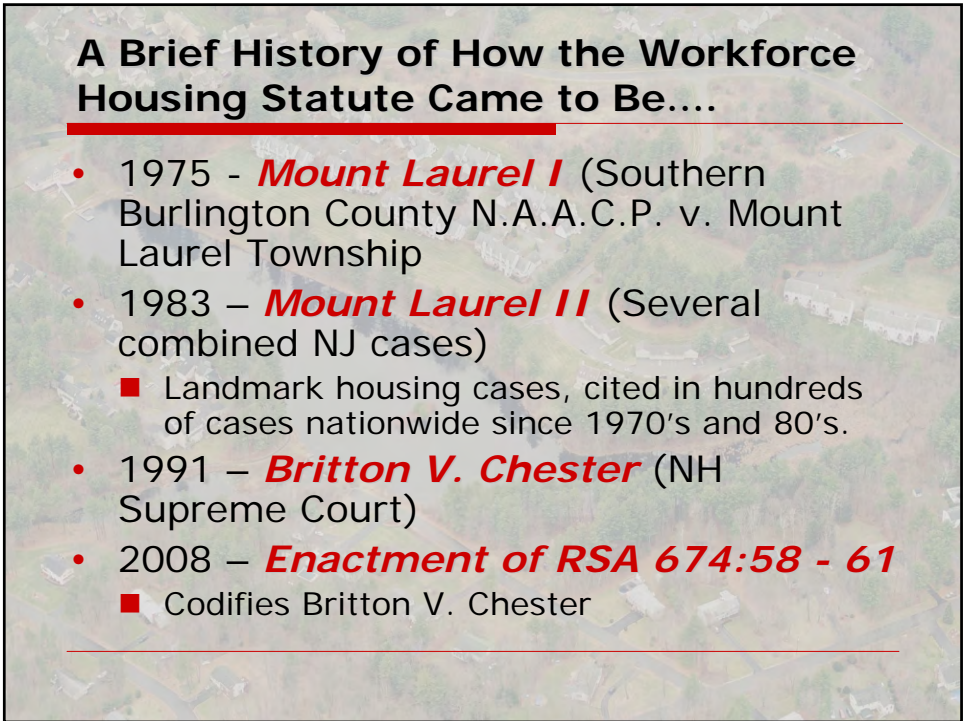 A Brief History of How the Workforce
Housing Statute Came to Be....
• 1975 - Mount Laurel I (Southern
Burlington County N.A.A.C.P. v. Mount
Laurel Township
• 1983 – Mount Laurel II (Several
combined NJ cases)
■ Landmark housing cases, cited in hundreds
of cases nationwide since 1970's and 80's.
• 1991 – Britton V. Chester (NH
Supreme Court)
• 2008 – Enactment of RSA 674:58 - 61
■ Codifies Britton V. Chester